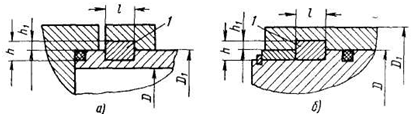 l 1 1 l
h h₁ h h₁
D D₁ D D₁
а) б)